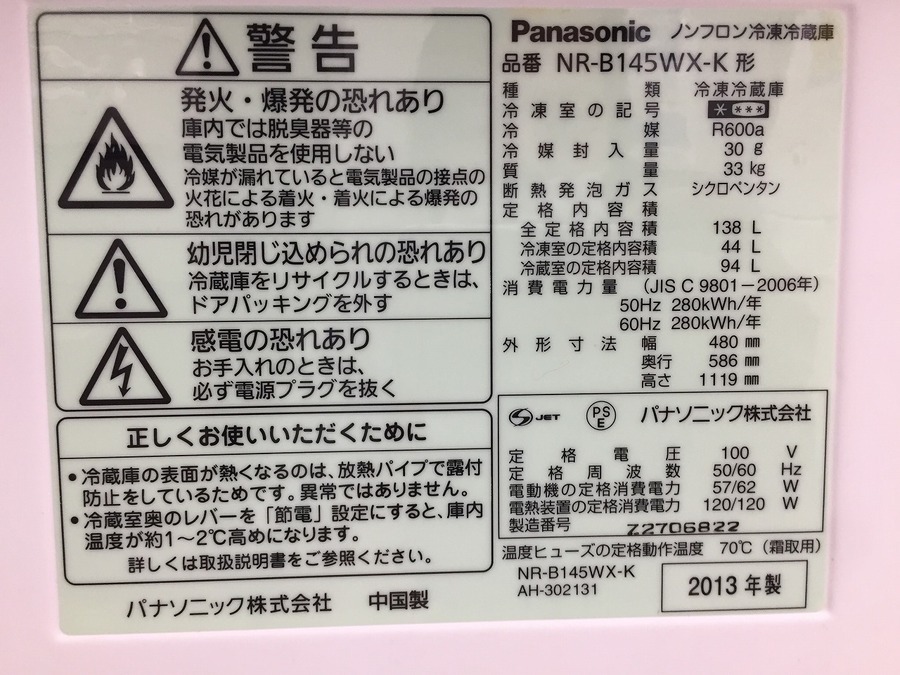 警告
発火・爆発の恐れあり
庫内では脱臭器等の
電気製品を使用しない
冷媒が漏れていると電気製品の接点の
火花による着火・着火による爆発の
恐れがあります
幼児閉じ込められの恐れあり
冷蔵庫をリサイクルするときは、
ドアパッキングを外す
感電の恐れあり
お手入れのときは、
必ず電源プラグを抜く
正しくお使いいただくために
・冷蔵庫の表面が熱くなるのは、放熱パイプで露付
防止をしているためです。異常ではありません。
・冷蔵室奥のレバーを「節電」設定にすると、庫内
温度が約1～2℃高めになります。
詳しくは取扱説明書をご参照ください。
パナソニック株式会社 中国製
Panasonic ノンフロン冷凍冷蔵庫
品番 NR-B145WX-K 形
種類 冷凍冷蔵庫
冷凍室の記号 * ***
冷媒 R600a
冷媒封入量 30 g
質量 33 kg
断熱発泡ガス シクロペンタン
定格内容積
全定格内容積 138 L
冷凍室の定格内容積 44 L
冷蔵室の定格内容積 94 L
消費電力量 (JIS C 9801－2006年)
50Hz 280kWh/年
60Hz 280kWh/年
外形寸法 幅 480 mm
奥行 586 mm
高さ 1119 mm
S JET PS E パナソニック株式会社
定格電圧 100 V
定格周波数 50/60 Hz
電動機の定格消費電力 57/62 W
電熱装置の定格消費電力 120/120 W
製造番号 Z2706822
温度ヒューズの定格動作温度 70℃（霜取用）
NR-B145WX-K
AH-302131
2013 年製